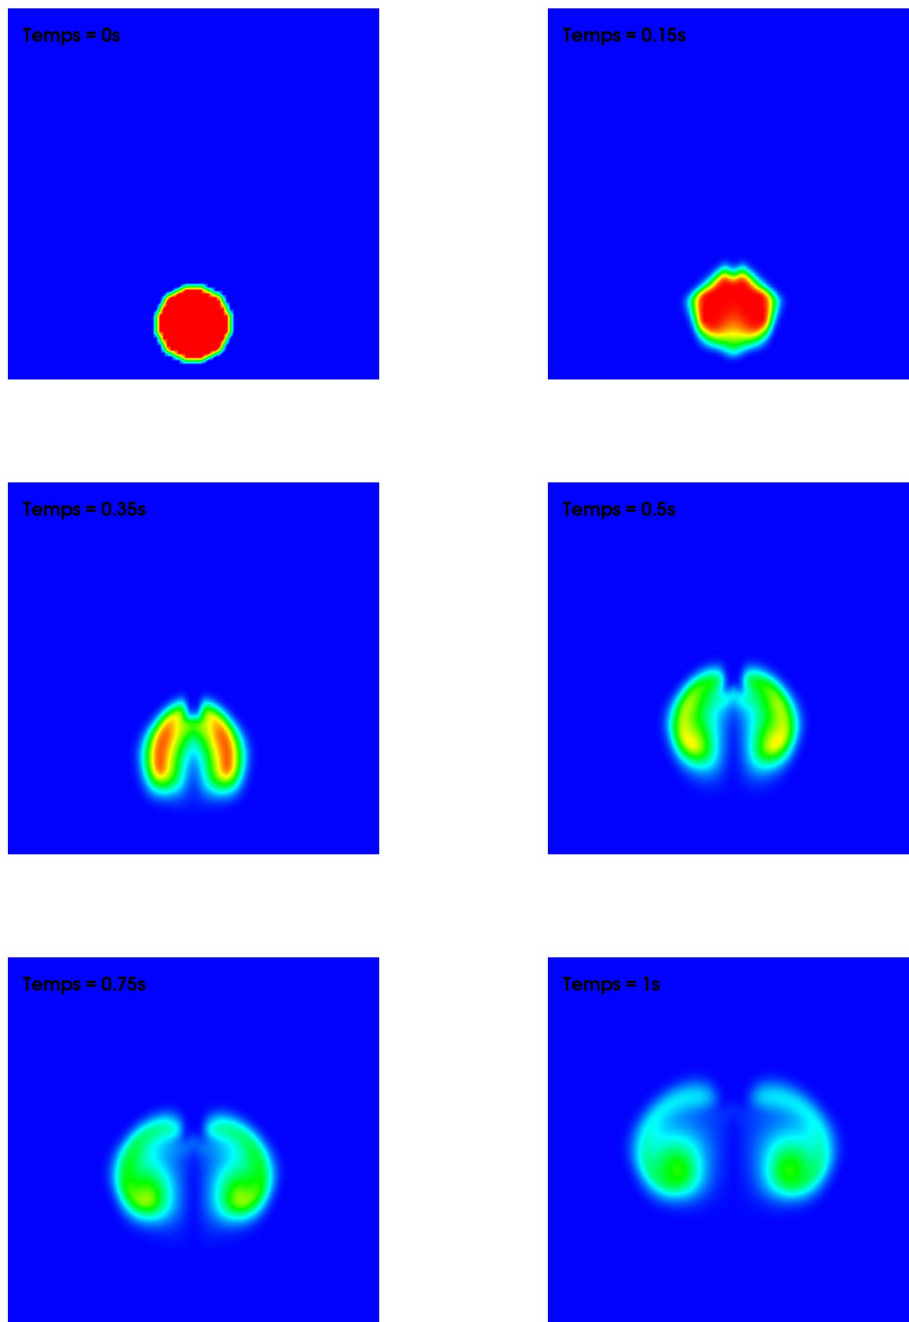 Temps = 0s
Temps = 0.15s
Temps = 0.35s
Temps = 0.5s
Temps = 0.75s
Temps = 1s